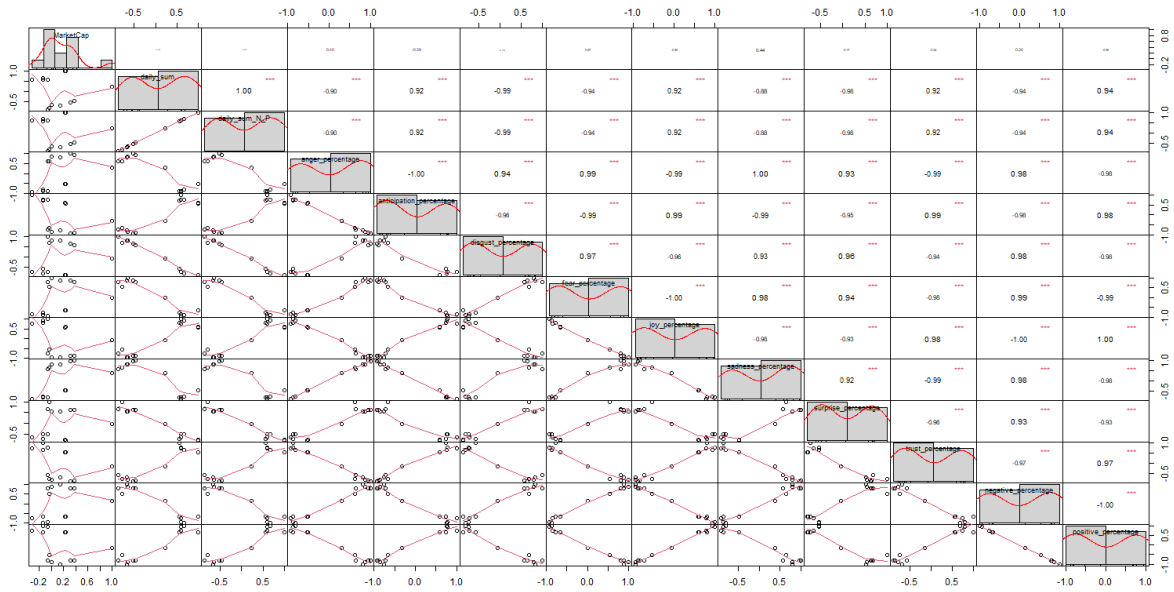 -0.5 0.5 -1.0 0.0 1.0 -1.0 0.0 1.0 -1.0 0.0 1.0 -0.5 0.5 -1.0 0.0 1.0
MarketCap 0.44 -0.2 0.2 0.8
-0.5 1.0 daily_sum 1.00 *** -0.90 *** 0.92 *** -0.99 *** -0.94 *** 0.92 *** -0.88 *** -0.98 *** 0.92 *** -0.94 *** 0.94 ***
daily_sum_N_P -0.90 *** 0.92 *** -0.99 *** -0.94 *** 0.92 *** -0.88 *** -0.98 *** 0.92 *** -0.94 *** 0.94 *** -0.5 0.5
-1.0 0.5 anger_percentage -1.00 *** 0.94 *** 0.99 *** -0.99 *** 1.00 *** 0.93 *** -0.99 *** 0.98 *** -0.98 ***
anticipation_percentage -0.98 *** -0.99 *** 0.99 *** -0.99 *** -0.95 *** 0.99 *** -0.98 *** 0.98 *** -1.0 0.5
-0.5 1.0 disgust_percentage 0.97 *** -0.96 *** 0.93 *** 0.96 *** -0.94 *** 0.98 *** -0.98 ***
fear_percentage -1.00 *** 0.98 *** 0.94 *** -0.98 *** 0.99 *** -0.99 *** -1.0 0.5
-1.0 0.5 joy_percentage -0.98 *** -0.93 *** 0.98 *** -1.00 *** 1.00 ***
sadness_percentage 0.92 *** -0.99 *** 0.98 *** -0.98 *** -0.5 1.0
-0.5 1.0 surprise_percentage -0.96 *** 0.93 *** -0.93 ***
trust_percentage -0.97 *** 0.97 *** -0.5 1.0
-1.0 0.5 negative_percentage -1.00 ***
positive_percentage -1.0 0.5
-0.2 0.2 0.6 1.0 -0.5 0.5 -1.0 0.0 1.0 -1.0 0.0 1.0 -0.5 0.5 -0.5 0.5 -1.0 0.0 1.0